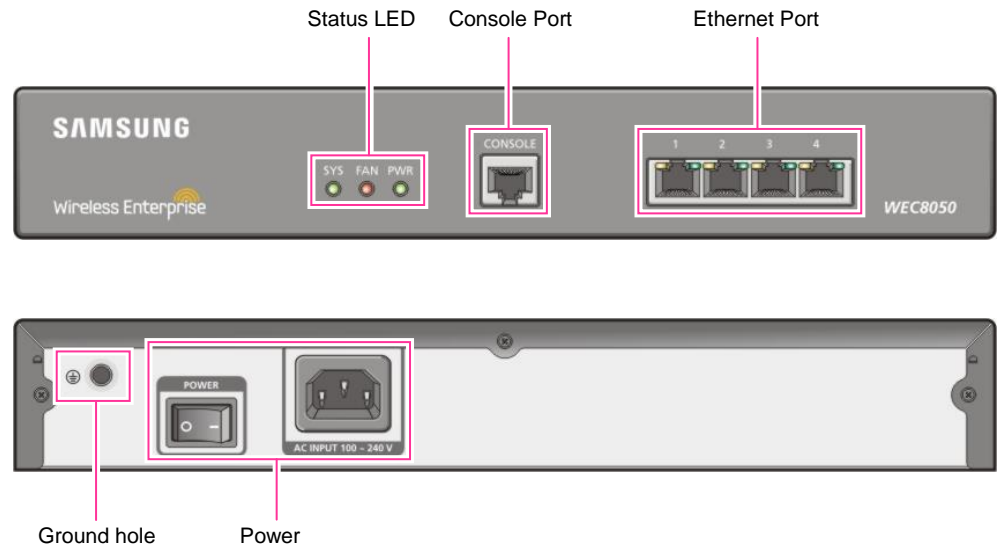 Status LED Console Port Ethernet Port
SAMSUNG
CONSOLE
1 2 3 4
SYS FAN PWR
Wireless Enterprise
WEC8050
POWER
O –
AC INPUT 100 – 240 V
Ground hole Power